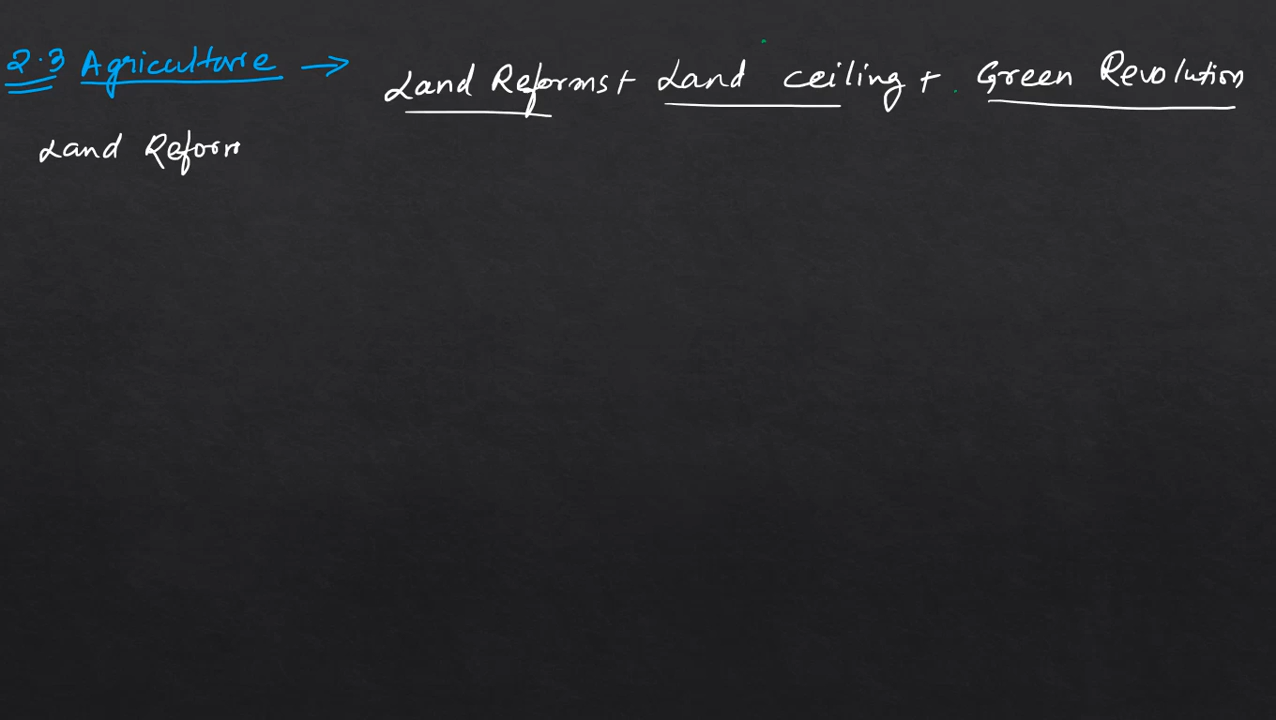 2.3 Agriculture → Land Reforms + Land ceiling + Green Revolution
Land Reform